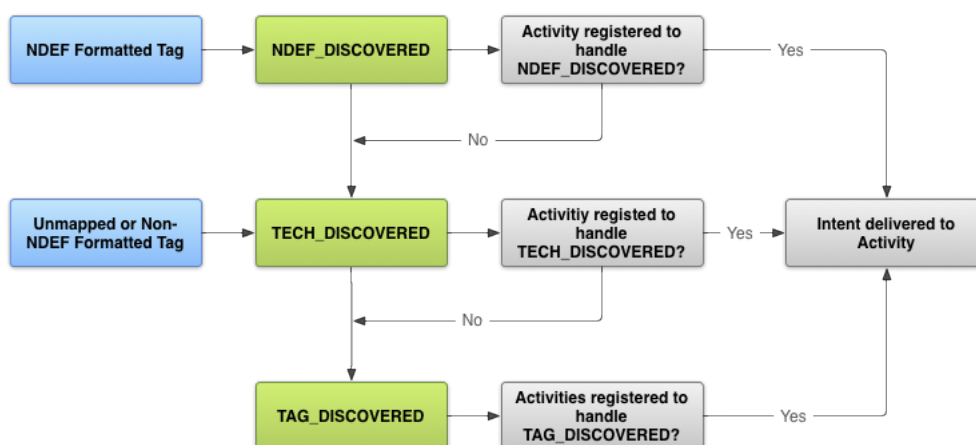 NDEF Formatted Tag
NDEF_DISCOVERED
Activity registered to
handle
NDEF_DISCOVERED?
Yes
No
Unmapped or Non-
NDEF Formatted Tag
TECH_DISCOVERED
Activitiy registed to
handle
TECH_DISCOVERED?
Yes
Intent delivered to
Activity
No
TAG_DISCOVERED
Activities registered to
handle
TAG_DISCOVERED?
Yes